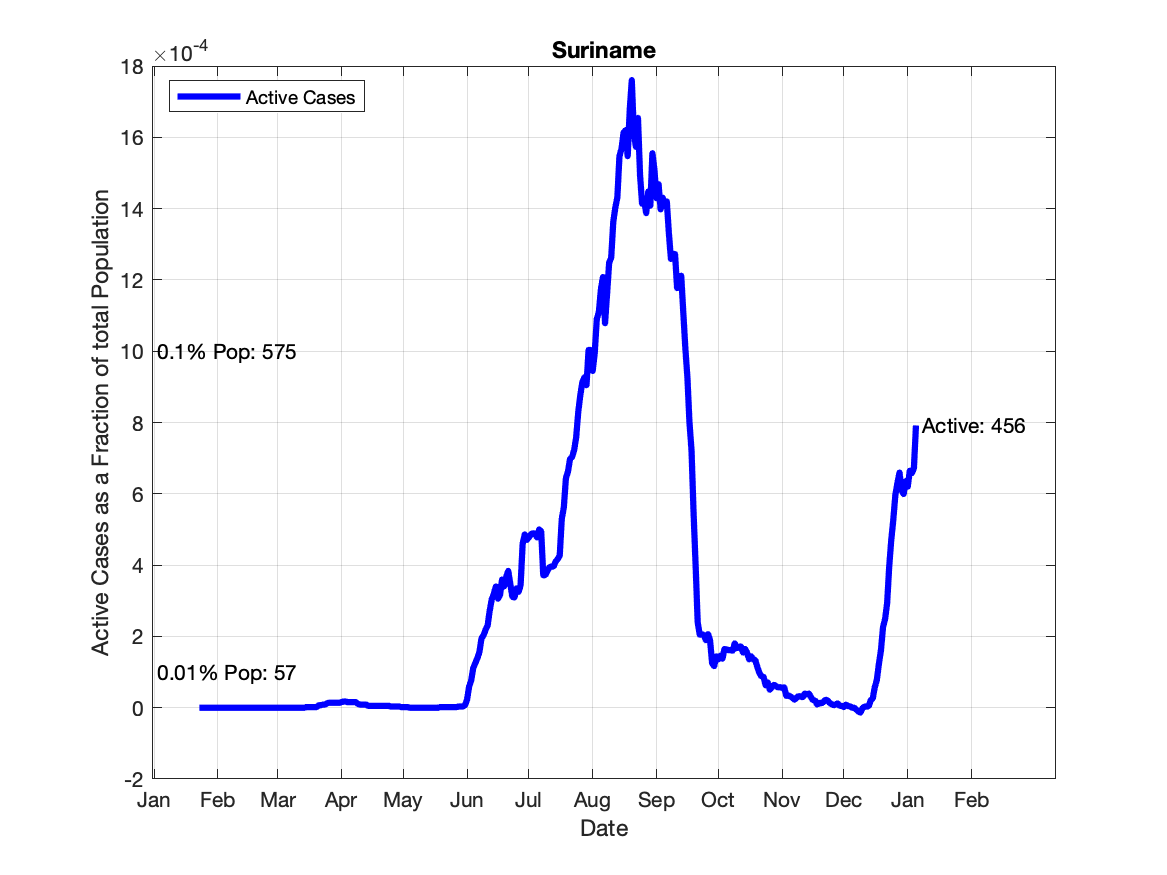 Suriname
×10-4
Active Cases
18
16
14
12
10
8
6
4
2
0
-2
Active Cases as a Fraction of total Population
0.1% Pop: 575
0.01% Pop: 57
Active: 456
Jan Feb Mar Apr May Jun Jul Aug Sep Oct Nov Dec Jan Feb
Date